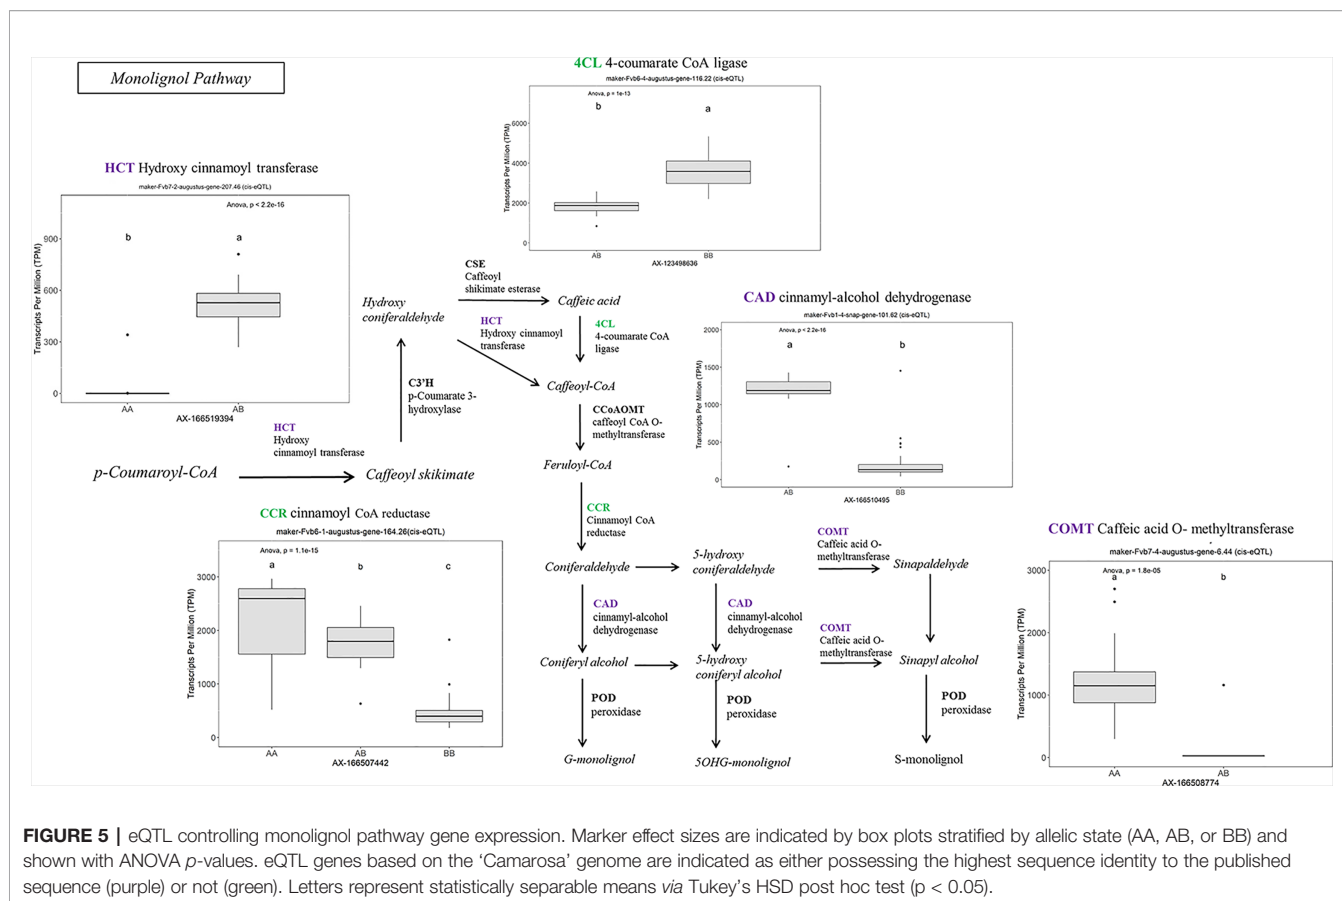 Monolignol Pathway
4CL 4-coumarate CoA ligase
maker-Fvb6-4-augustus-gene-116.22 (cis-eQTL)
Anova, p = 1e-13
b
a
Transcripts Per Million (TPM)
6000
4000
2000
0
AB
BB
AX-123498636
HCT Hydroxy cinnamoyl transferase
maker-Fvb7-2-augustus-gene-207.46 (cis-eQTL)
Anova, p < 2.2e-16
b
a
Transcripts Per Million (TPM)
900
600
300
0
AA
AB
AX-166519394
CSE
Caffeoyl
shikimate esterase
Hydroxy
coniferaldehyde
Caffeic acid
HCT
Hydroxy cinnamoyl
transferase
4CL
4-coumarate CoA
ligase
C3'H
p-Coumarate 3-
hydroxylase
Caffeoyl-CoA
CCoAOMT
caffeoyl CoA O-
methyltransferase
HCT
Hydroxy
cinnamoyl transferase
p-Coumaroyl-CoA
Caffeoyl skikimate
Feruloyl-CoA
CAD cinnamyl-alcohol dehydrogenase
maker-Fvb1-4-snap-gene-101.62 (cis-eQTL)
Anova, p < 2.2e-16
a
b
Transcripts Per Million (TPM)
2000
1500
1000
500
0
AB
BB
AX-166510495
CCR cinnamoyl CoA reductase
maker-Fvb6-1-augustus-gene-164.26(cis-eQTL)
Anova, p = 1.1e-15
a
b
c
Transcripts Per Million (TPM)
3000
2000
1000
0
AA
AB
BB
AX-166507442
CCR
Cinnamoyl CoA
reductase
Coniferaldehyde
5-hydroxy
coniferaldehyde
COMT
Caffeic acid O-
methyltransferase
Sinapaldehyde
CAD
cinnamyl-alcohol
dehydrogenase
CAD
cinnamyl-alcohol
dehydrogenase
COMT
Caffeic acid O-
methyltransferase
Coniferyl alcohol
5-hydroxy
coniferyl alcohol
Sinapyl alcohol
POD
peroxidase
POD
peroxidase
POD
peroxidase
G-monolignol
5OHG-monolignol
S-monolignol
COMT Caffeic acid O- methyltransferase
maker-Fvb7-4-augustus-gene-6.44 (cis-eQTL)
Anova, p = 1.8e-05
a
b
Transcripts Per Million (TPM)
3000
2000
1000
0
AA
AB
AX-166508774
FIGURE 5 | eQTL controlling monolignol pathway gene expression. Marker effect sizes are indicated by box plots stratified by allelic state (AA, AB, or BB) and
shown with ANOVA p-values. eQTL genes based on the 'Camarosa' genome are indicated as either possessing the highest sequence identity to the published
sequence (purple) or not (green). Letters represent statistically separable means via Tukey's HSD post hoc test (p < 0.05).